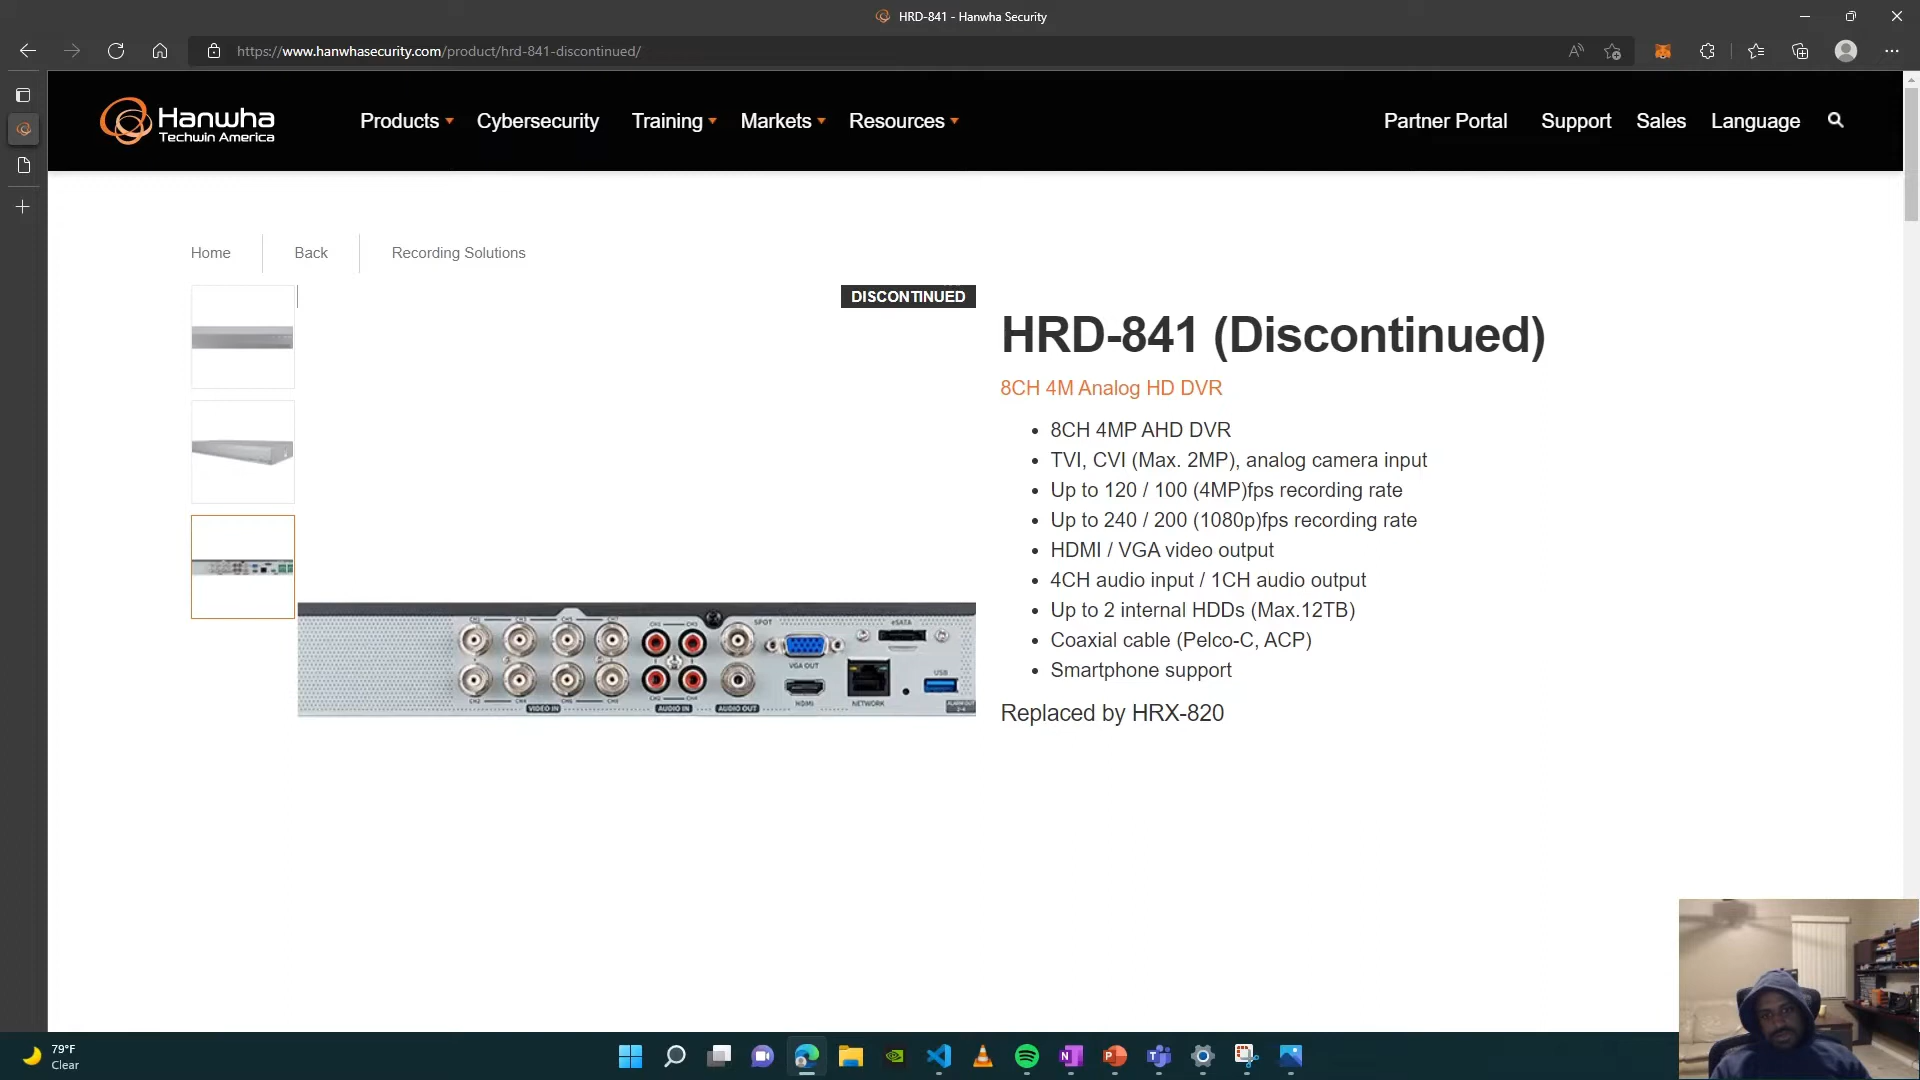 HRD-841 - Hanwha Security
https://www.hanwhasecurity.com/product/hrd-841-discontinued/
Hanwha
Techwin America
Products
Cybersecurity
Training
Markets
Resources
Partner Portal
Support
Sales
Language
Home
Back
Recording Solutions
DISCONTINUED
HRD-841 (Discontinued)
8CH 4M Analog HD DVR
8CH 4MP AHD DVR
TVI, CVI (Max. 2MP), analog camera input
Up to 120 / 100 (4MP)fps recording rate
Up to 240 / 200 (1080p)fps recording rate
HDMI / VGA video output
4CH audio input / 1CH audio output
Up to 2 internal HDDs (Max.12TB)
Coaxial cable (Pelco-C, ACP)
Smartphone support
Replaced by HRX-820
SPOT
eSATA
VGA OUT
USB
HDMI
NETWORK
VIDEO IN
AUDIO IN
AUDIO OUT
79°F
Clear